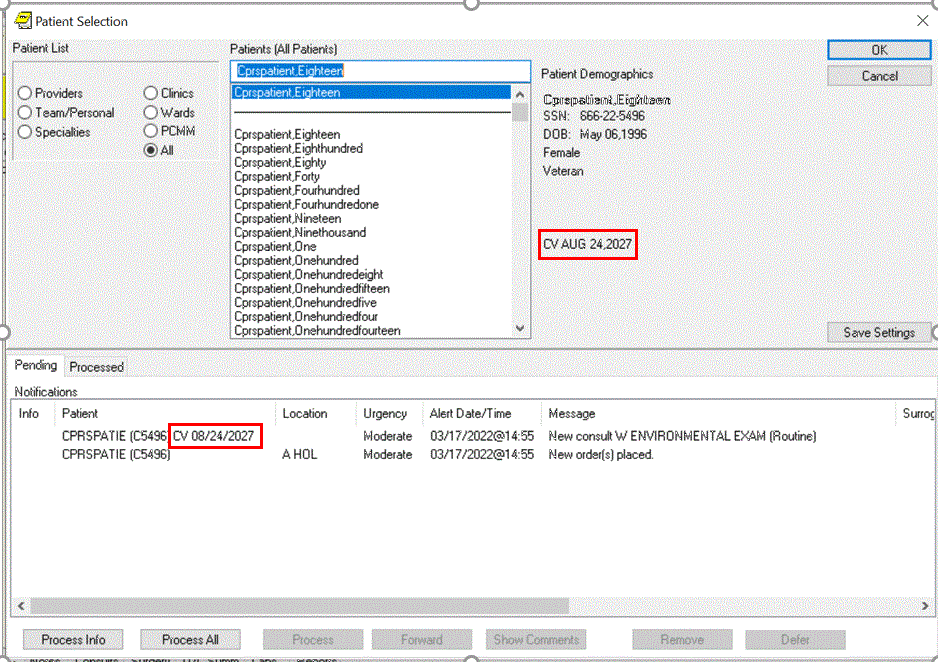 Patient Selection
Patient List
Providers
Team/Personal
Specialties
Clinics
Wards
PCMM
All
Patients (All Patients)
Cprspatient,Eighteen
Cprspatient,Eighteen
Cprspatient,Eighteen
Cprspatient,Eighthundred
Cprspatient,Eighty
Cprspatient,Forty
Cprspatient,Fourhundred
Cprspatient,Fourhundredone
Cprspatient,Nineteen
Cprspatient,Ninethousand
Cprspatient,One
Cprspatient,Onehundred
Cprspatient,Onehundredeight
Cprspatient,Onehundredfifteen
Cprspatient,Onehundredfive
Cprspatient,Onehundredfour
Cprspatient,Onehundredfourteen
Patient Demographics
Cprspatient,Eighteen
SSN: 666-22-5496
DOB: May 06,1996
Female
Veteran
CV AUG 24,2027
OK
Cancel
Save Settings
Pending Processed
Notifications
Info Patient Location Urgency Alert Date/Time Message Surrog
CPRSPATIE (C5496) CV 08/24/2027 Moderate 03/17/2022@14:55 New consult W ENVIRONMENTAL EXAM (Routine)
CPRSPATIE (C5496) A HOL Moderate 03/17/2022@14:55 New order(s) placed.
Process Info Process All Process Forward Show Comments Remove Defer